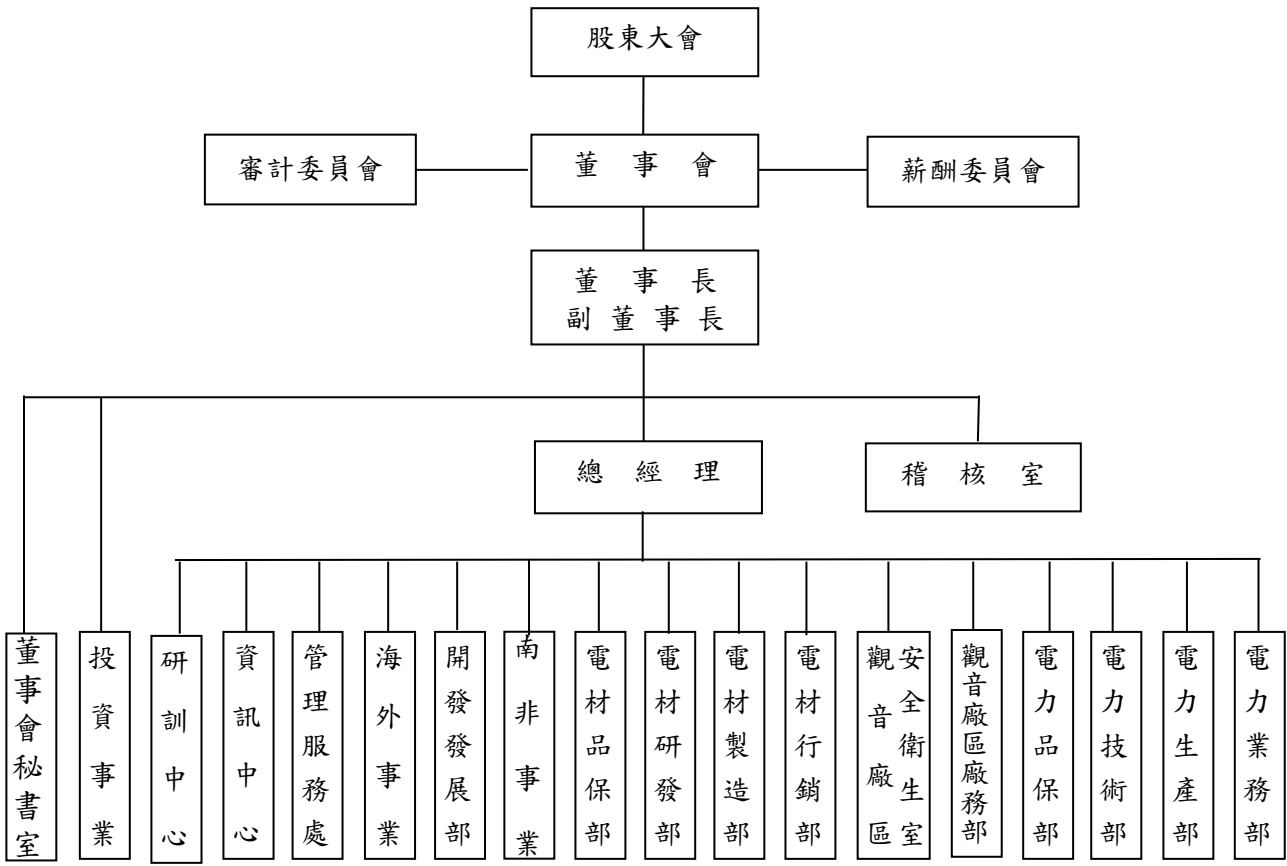 股東大會
審計委員會
董事會
薪酬委員會
董事長
副董事長
總經理
稽核室
董事會秘書室
投資事業
研訓中心
資訊中心
管理服務處
海外事業
開發發展部
南非事業
電材品保部
電材研發部
電材製造部
電材行銷部
觀音廠區
安全衛生室
觀音廠區廠務部
電力品保部
電力技術部
電力生產部
電力業務部